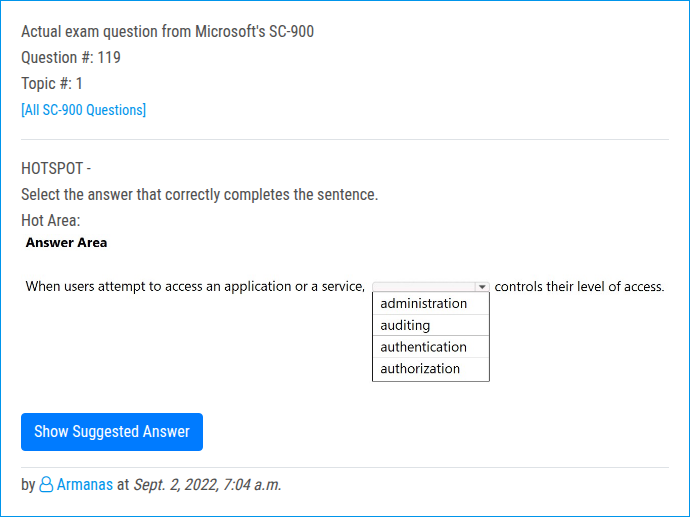 Actual exam question from Microsoft's SC-900
Question #: 119
Topic #: 1
[All SC-900 Questions]
HOTSPOT -
Select the answer that correctly completes the sentence.
Hot Area:
Answer Area
When users attempt to access an application or a service, controls their level of access.
administration
auditing
authentication
authorization
Show Suggested Answer
by Armanas at Sept. 2, 2022, 7:04 a.m.